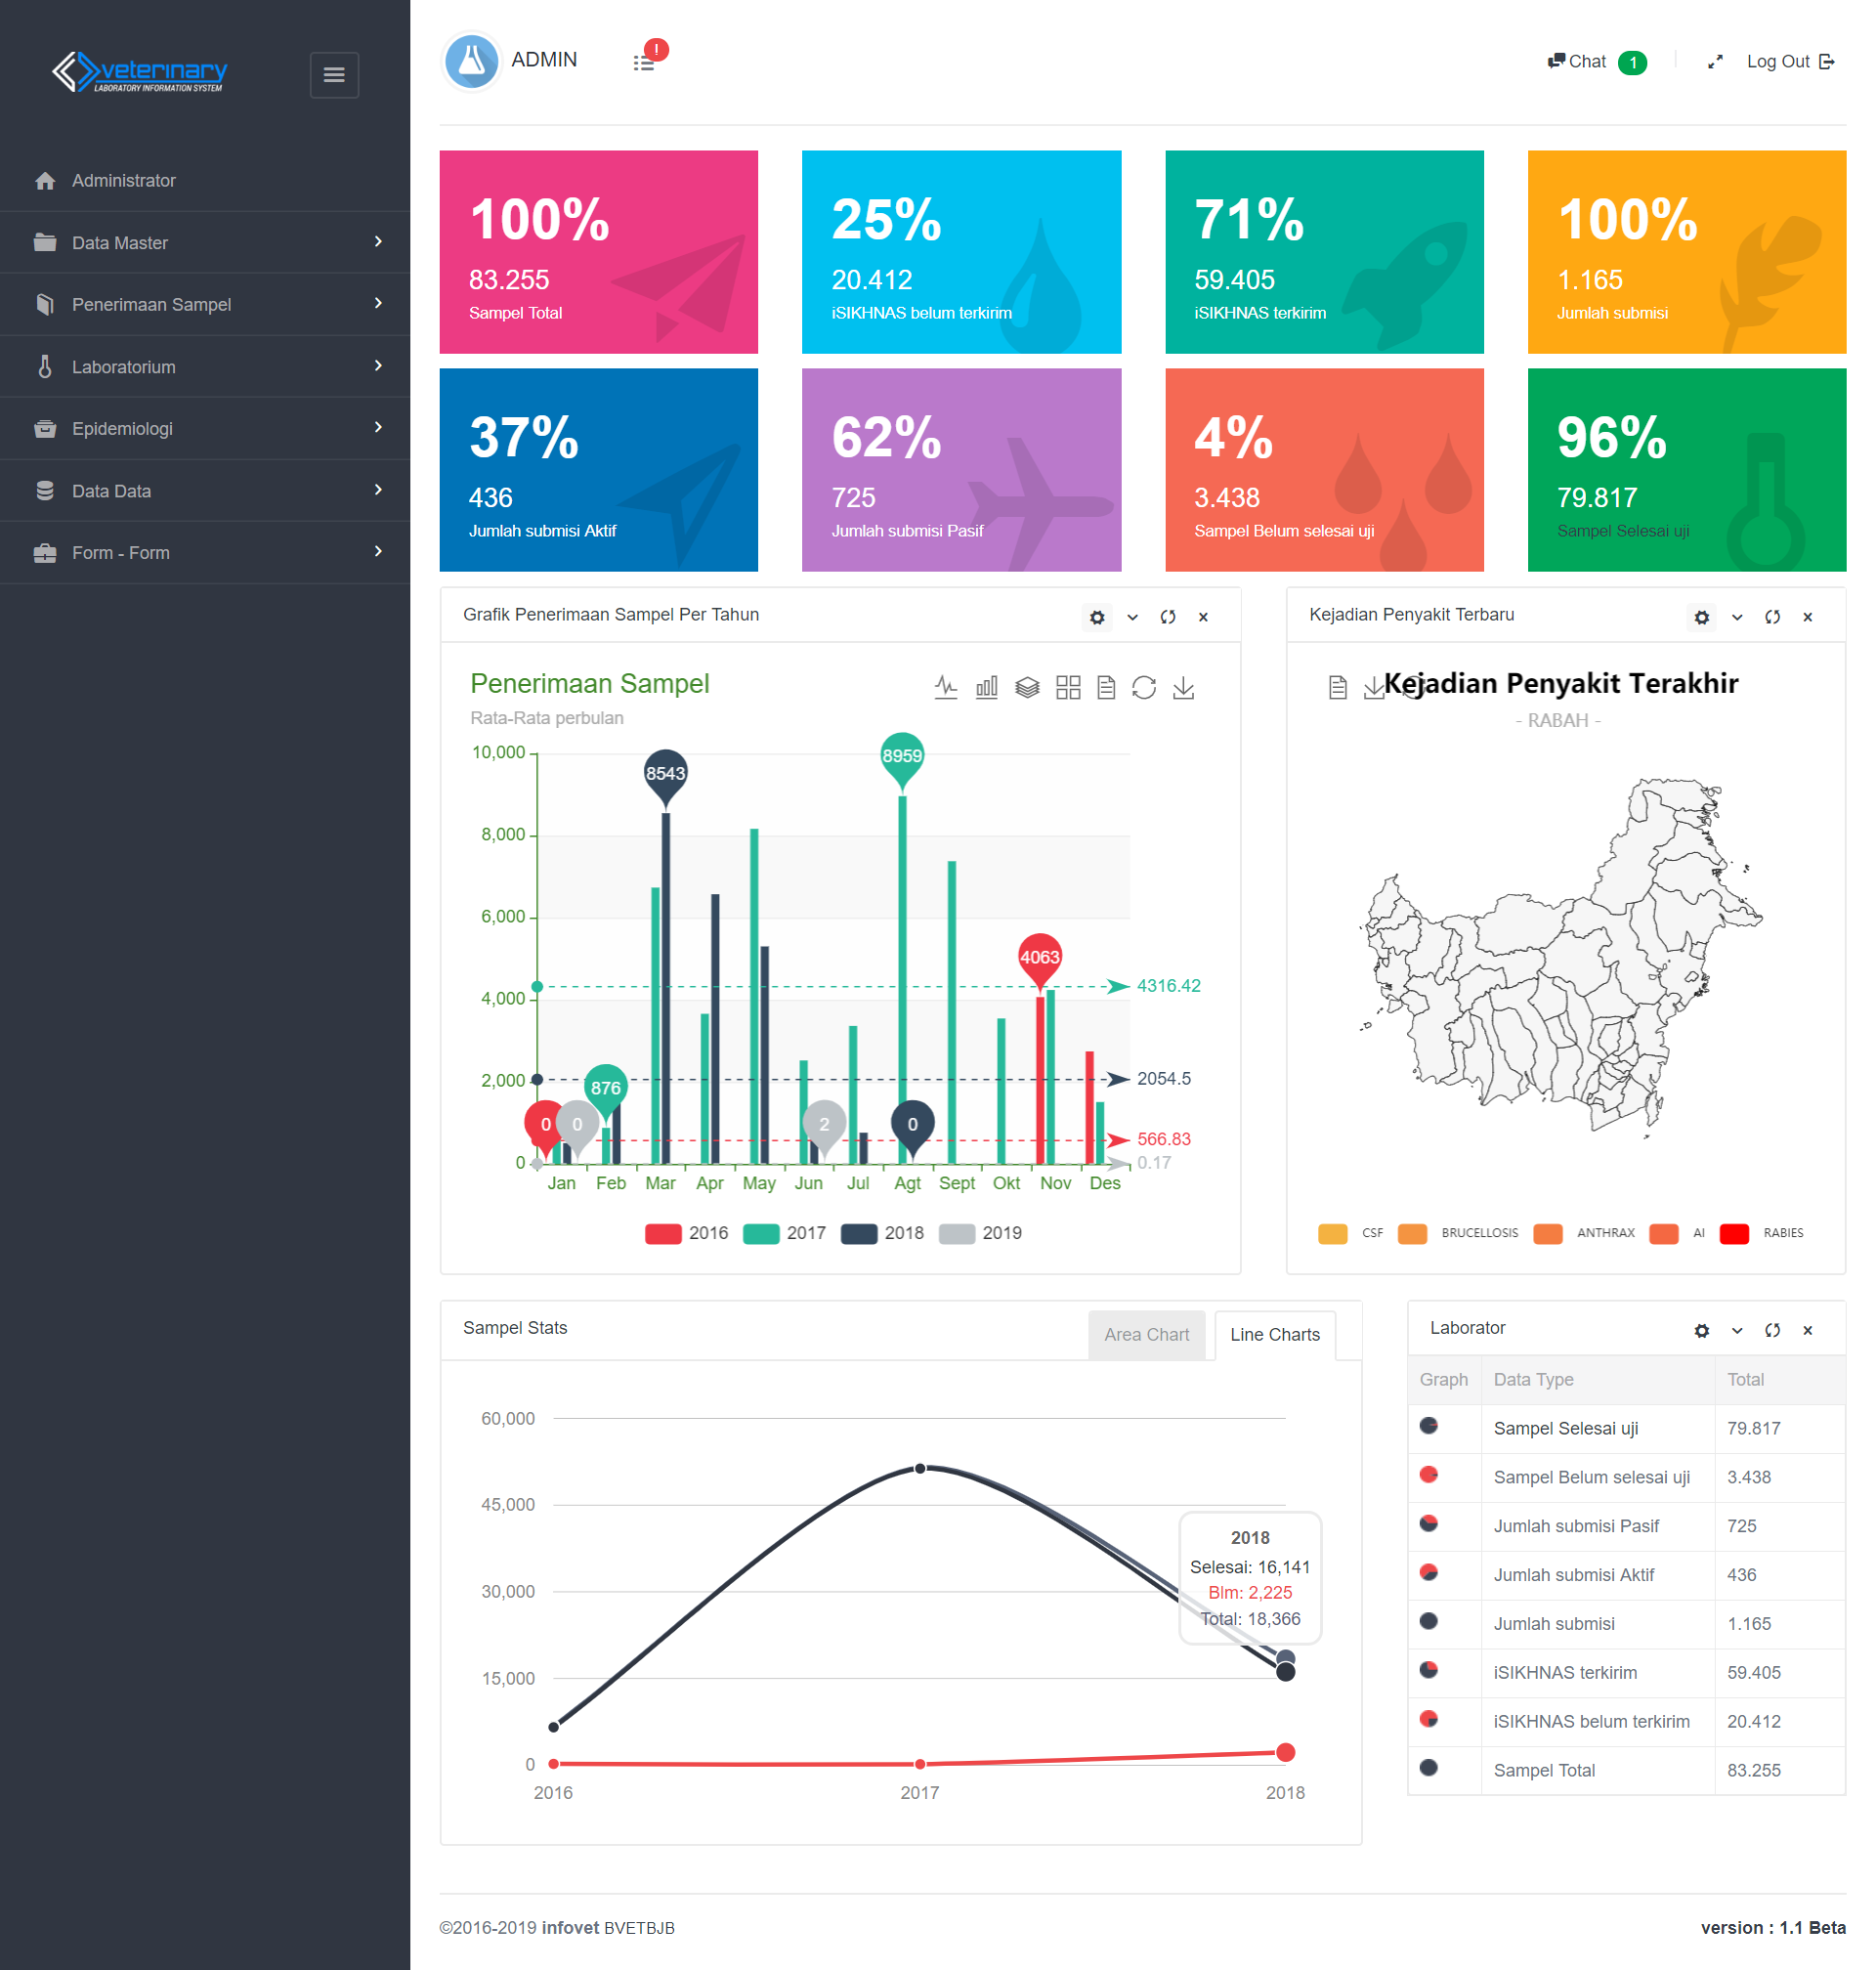 veterinary
LABORATORY INFORMATION SYSTEM
Administrator
Data Master
Penerimaan Sampel
Laboratorium
Epidemiologi
Data Data
Form - Form
ADMIN
!
Chat 1
Log Out
100%
83.255
Sampel Total
25%
20.412
iSIKHNAS belum terkirim
71%
59.405
iSIKHNAS terkirim
100%
1.165
Jumlah submisi
37%
436
Jumlah submisi Aktif
62%
725
Jumlah submisi Pasif
4%
3.438
Sampel Belum selesai uji
96%
79.817
Sampel Selesai uji
Grafik Penerimaan Sampel Per Tahun
Penerimaan Sampel
Rata-Rata perbulan
10,000
8,000
6,000
4,000
2,000
0
8543
8959
4063
876
0
0
2
0
4316.42
2054.5
566.83
0.17
Jan Feb Mar Apr May Jun Jul Agt Sept Okt Nov Des
2016 2017 2018 2019
Kejadian Penyakit Terbaru
Kejadian Penyakit Terakhir
- RABAH -
CSF BRUCELLOSIS ANTHRAX AI RABIES
Sampel Stats
Area Chart
Line Charts
60,000
45,000
30,000
15,000
0
2018
Selesai: 16,141
Blm: 2,225
Total: 18,366
2016 2017 2018
Laborator
Graph Data Type Total
Sampel Selesai uji 79.817
Sampel Belum selesai uji 3.438
Jumlah submisi Pasif 725
Jumlah submisi Aktif 436
Jumlah submisi 1.165
iSIKHNAS terkirim 59.405
iSIKHNAS belum terkirim 20.412
Sampel Total 83.255
©2016-2019 infovet BVETBJB
version : 1.1 Beta